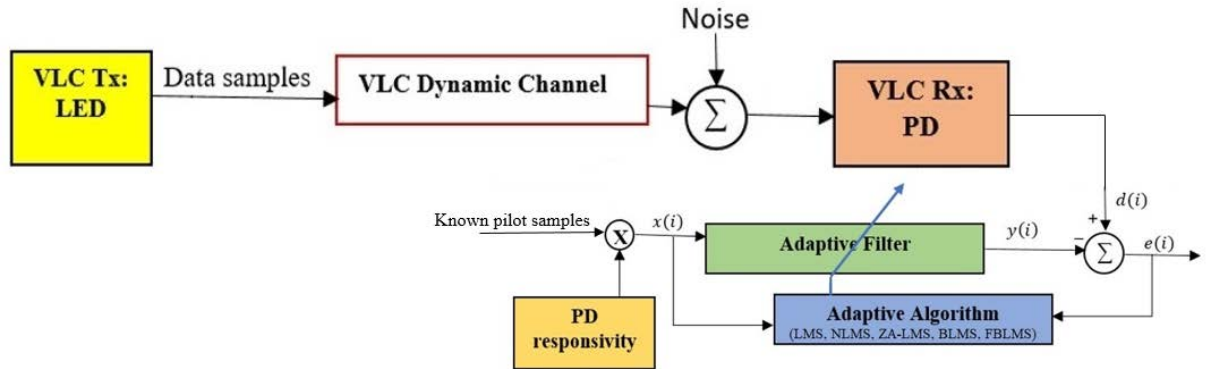 Noise
VLC Tx:
LED
Data samples
VLC Dynamic Channel
∑
VLC Rx:
PD
Known pilot samples
X
x(i)
Adaptive Filter
y(i)
d(i)
+
−
∑
e(i)
PD
responsivity
Adaptive Algorithm
(LMS, NLMS, ZA-LMS, BLMS, FBLMS)